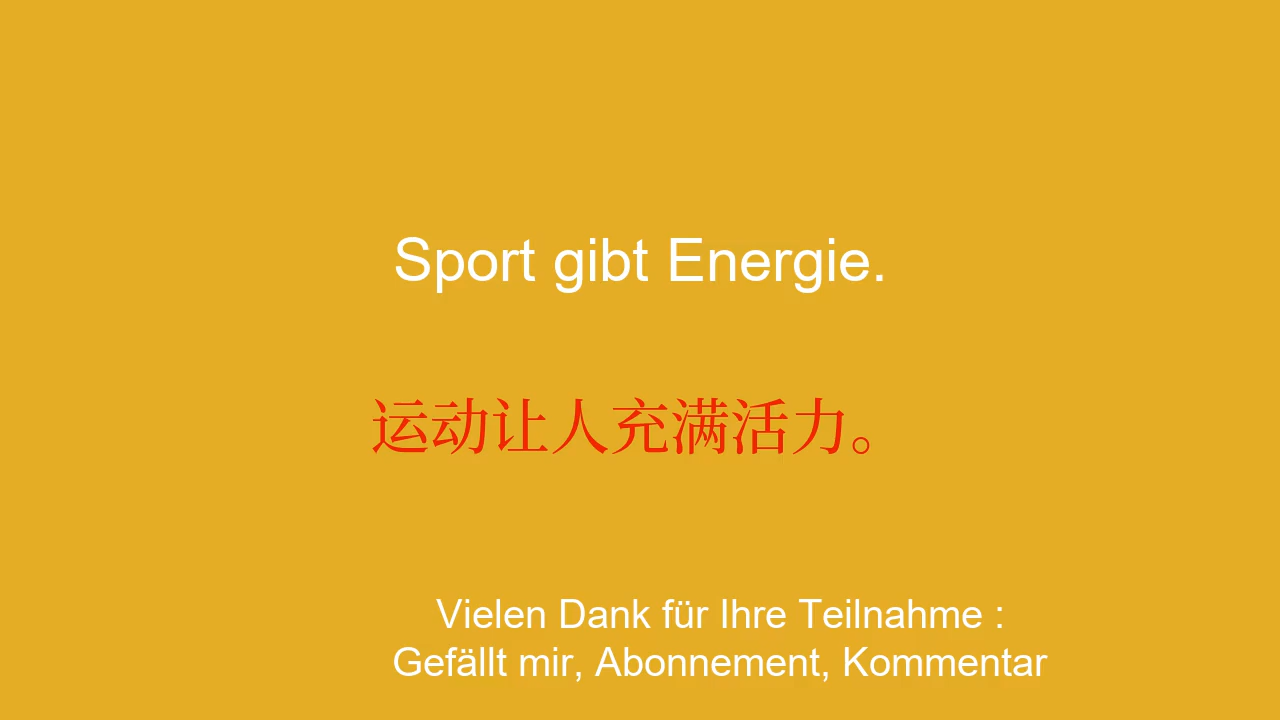 Sport gibt Energie.
运动让人充满活力。
Vielen Dank für Ihre Teilnahme :
Gefällt mir, Abonnement, Kommentar